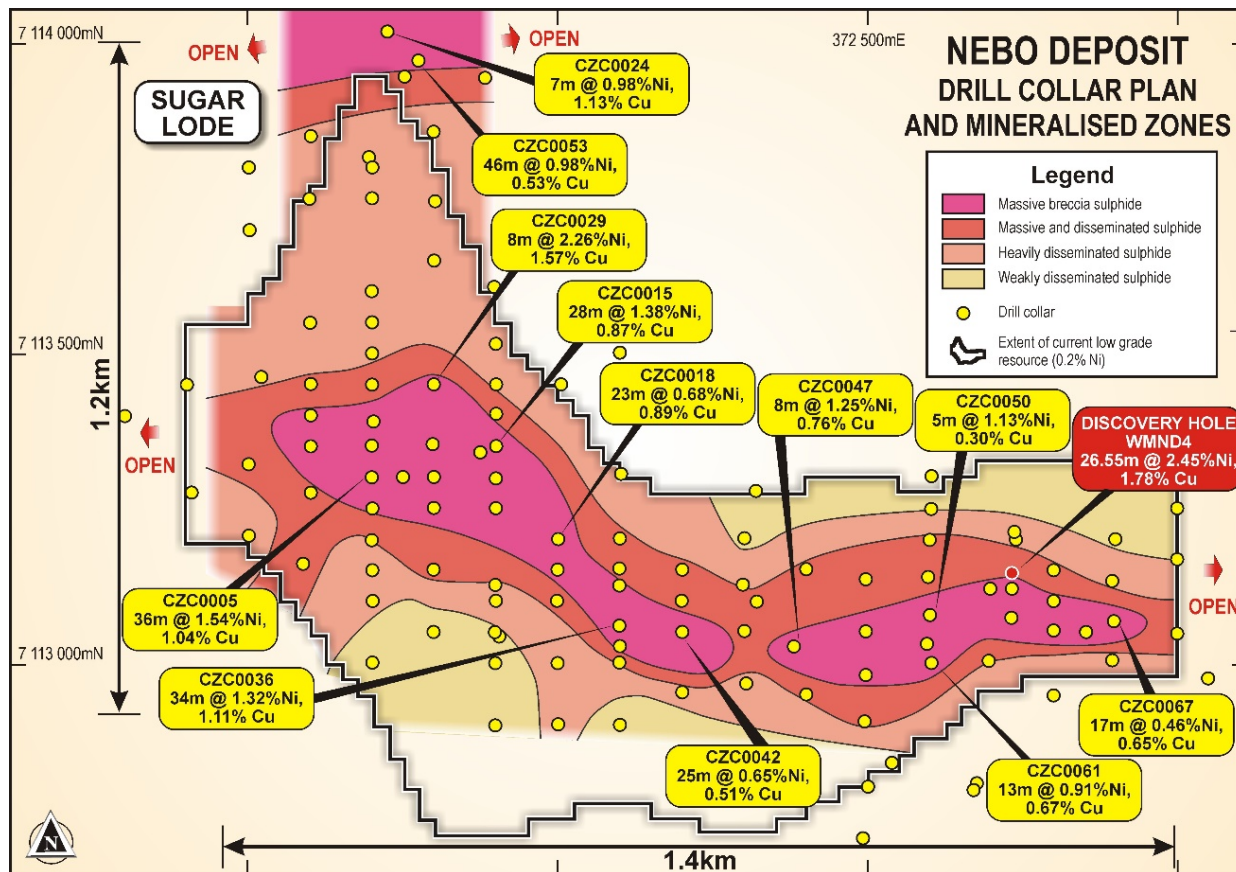 7 114 000mN
OPEN
OPEN
372 500mE
NEBO DEPOSIT
DRILL COLLAR PLAN
AND MINERALISED ZONES
SUGAR
LODE
CZC0024
7m @ 0.98%Ni,
1.13% Cu
CZC0053
46m @ 0.98%Ni,
0.53% Cu
Legend
Massive breccia sulphide
Massive and disseminated sulphide
Heavily disseminated sulphide
Weakly disseminated sulphide
Drill collar
Extent of current low grade
resource (0.2% Ni)
CZC0029
8m @ 2.26%Ni,
1.57% Cu
CZC0015
28m @ 1.38%Ni,
0.87% Cu
7 113 500mN
1.2km
CZC0018
23m @ 0.68%Ni,
0.89% Cu
CZC0047
8m @ 1.25%Ni,
0.76% Cu
CZC0050
5m @ 1.13%Ni,
0.30% Cu
DISCOVERY HOLE
WMND4
26.55m @ 2.45%Ni,
1.78% Cu
OPEN
OPEN
CZC0005
36m @ 1.54%Ni,
1.04% Cu
7 113 000mN
CZC0036
34m @ 1.32%Ni,
1.11% Cu
CZC0042
25m @ 0.65%Ni,
0.51% Cu
CZC0061
13m @ 0.91%Ni,
0.67% Cu
CZC0067
17m @ 0.46%Ni,
0.65% Cu
N
1.4km